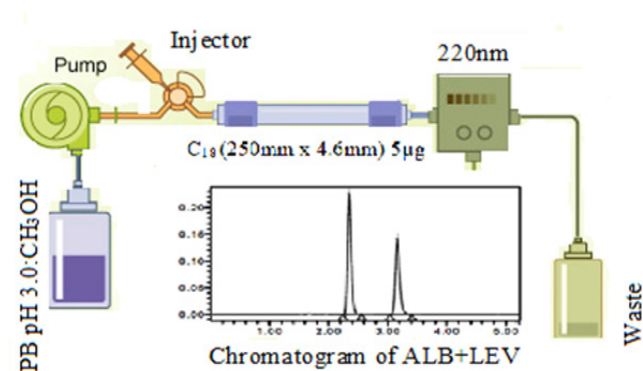 Injector
Pump
220nm
C₁₈ (250mm x 4.6mm) 5µg
PB pH 3.0:CH₃OH
0.20
0.15
0.10
0.05
0.00
1.00 2.00 3.00 4.00 5.00
Waste
Chromatogram of ALB+LEV